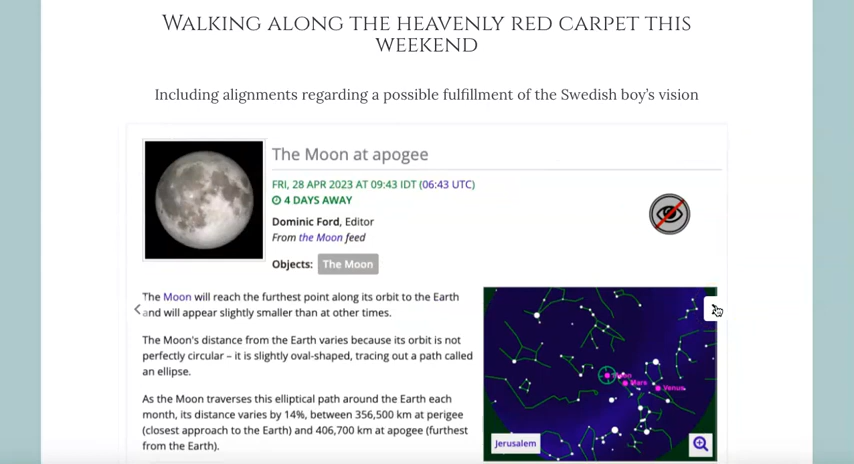 WALKING ALONG THE HEAVENLY RED CARPET THIS
WEEKEND
Including alignments regarding a possible fulfillment of the Swedish boy's vision
The Moon at apogee
FRI, 28 APR 2023 AT 09:43 IDT (06:43 UTC)
4 DAYS AWAY
Dominic Ford, Editor
From the Moon feed
Objects: The Moon
The Moon will reach the furthest point along its orbit to the Earth
and will appear slightly smaller than at other times.
The Moon's distance from the Earth varies because its orbit is not
perfectly circular – it is slightly oval-shaped, tracing out a path called
an ellipse.
As the Moon traverses this elliptical path around the Earth each
month, its distance varies by 14%, between 356,500 km at perigee
(closest approach to the Earth) and 406,700 km at apogee (furthest
from the Earth).
Moon
Mars
Venus
Jerusalem